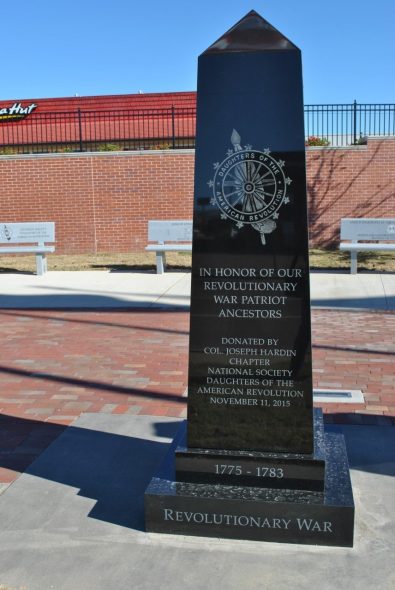 a Hut
DAUGHTERS OF THE
AMERICAN REVOLUTION
IN HONOR OF OUR
REVOLUTIONARY
WAR PATRIOT
ANCESTORS
DONATED BY
COL. JOSEPH HARDIN
CHAPTER
NATIONAL SOCIETY
DAUGHTERS OF THE
AMERICAN REVOLUTION
NOVEMBER 11, 2015
1775 - 1783
REVOLUTIONARY WAR